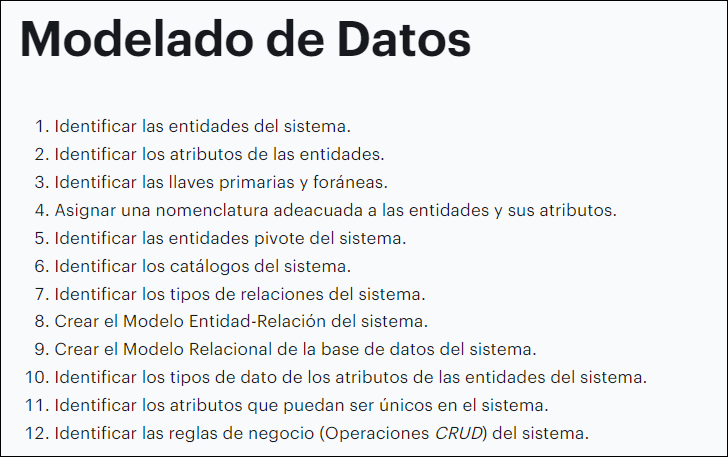 Modelado de Datos
1. Identificar las entidades del sistema.
2. Identificar los atributos de las entidades.
3. Identificar las llaves primarias y foráneas.
4. Asignar una nomenclatura adeacuada a las entidades y sus atributos.
5. Identificar las entidades pivote del sistema.
6. Identificar los catálogos del sistema.
7. Identificar los tipos de relaciones del sistema.
8. Crear el Modelo Entidad-Relación del sistema.
9. Crear el Modelo Relacional de la base de datos del sistema.
10. Identificar los tipos de dato de los atributos de las entidades del sistema.
11. Identificar los atributos que puedan ser únicos en el sistema.
12. Identificar las reglas de negocio (Operaciones CRUD) del sistema.